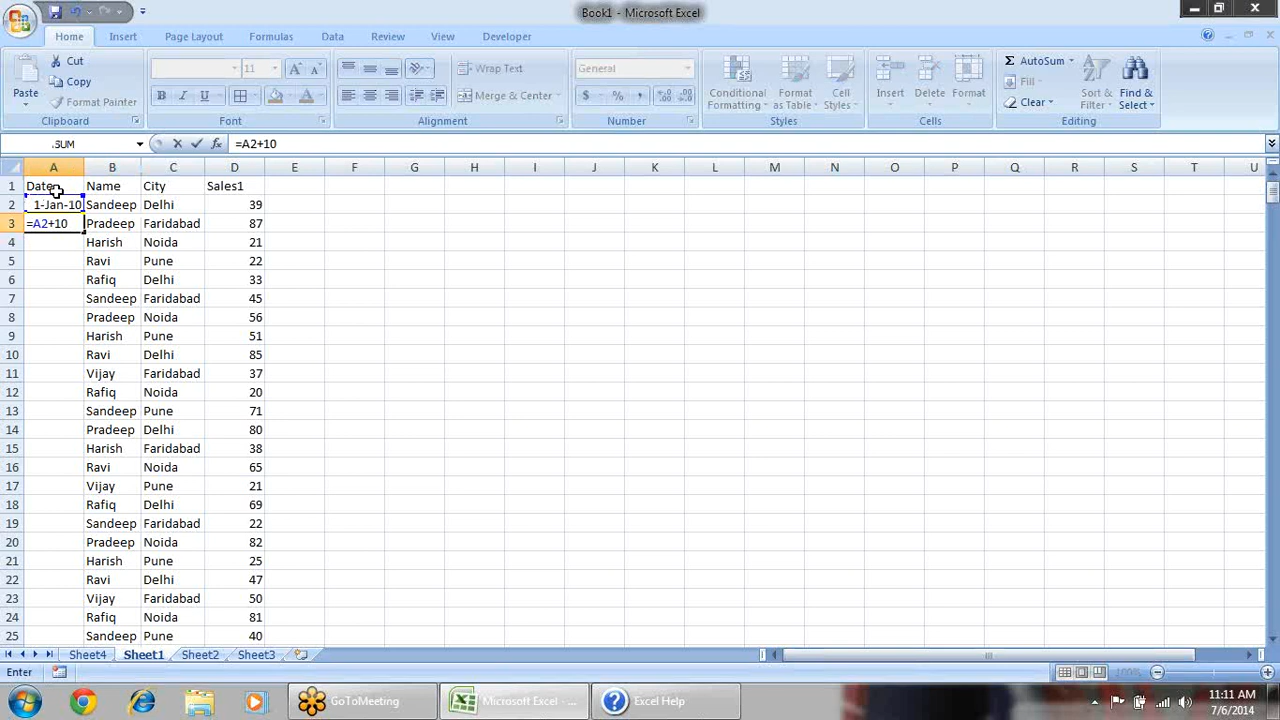 Book1 - Microsoft Excel
Home Insert Page Layout Formulas Data Review View Developer
Paste Cut Copy Format Painter 11 Wrap Text Merge & Center General $ % , Conditional Formatting Format as Table Cell Styles Insert Delete Format Σ AutoSum Fill Clear Sort & Filter Find & Select
Clipboard Font Alignment Number Styles Cells Editing
SUM fx =A2+10
A B C D E F G H I J K L M N O P Q R S T U
1 Date Name City Sales1
2 1-Jan-10 Sandeep Delhi 39
3 =A2+10 Pradeep Faridabad 87
4 Harish Noida 21
5 Ravi Pune 22
6 Rafiq Delhi 33
7 Sandeep Faridabad 45
8 Pradeep Noida 56
9 Harish Pune 51
10 Ravi Delhi 85
11 Vijay Faridabad 37
12 Rafiq Noida 20
13 Sandeep Pune 71
14 Pradeep Delhi 80
15 Harish Faridabad 38
16 Ravi Noida 65
17 Vijay Pune 21
18 Rafiq Delhi 69
19 Sandeep Faridabad 22
20 Pradeep Noida 82
21 Harish Pune 25
22 Ravi Delhi 47
23 Vijay Faridabad 50
24 Rafiq Noida 81
25 Sandeep Pune 40
Sheet4 Sheet1 Sheet2 Sheet3
Enter 100%
GoToMeeting Microsoft Excel - ... Excel Help 11:11 AM
7/6/2014